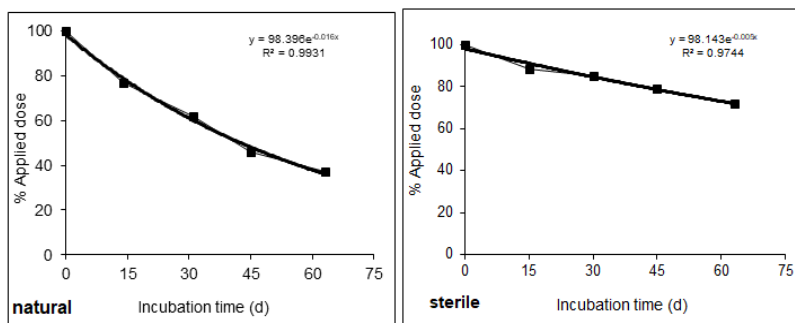 y = 98.396e-0.016x
R² = 0.9931
100
80
60
40
20
0
% Applied dose
0 15 30 45 60 75
natural
Incubation time (d)
y = 98.143e-0.005x
R² = 0.9744
100
80
60
40
20
0
% Applied dose
0 15 30 45 60 75
sterile
Incubation time (d)